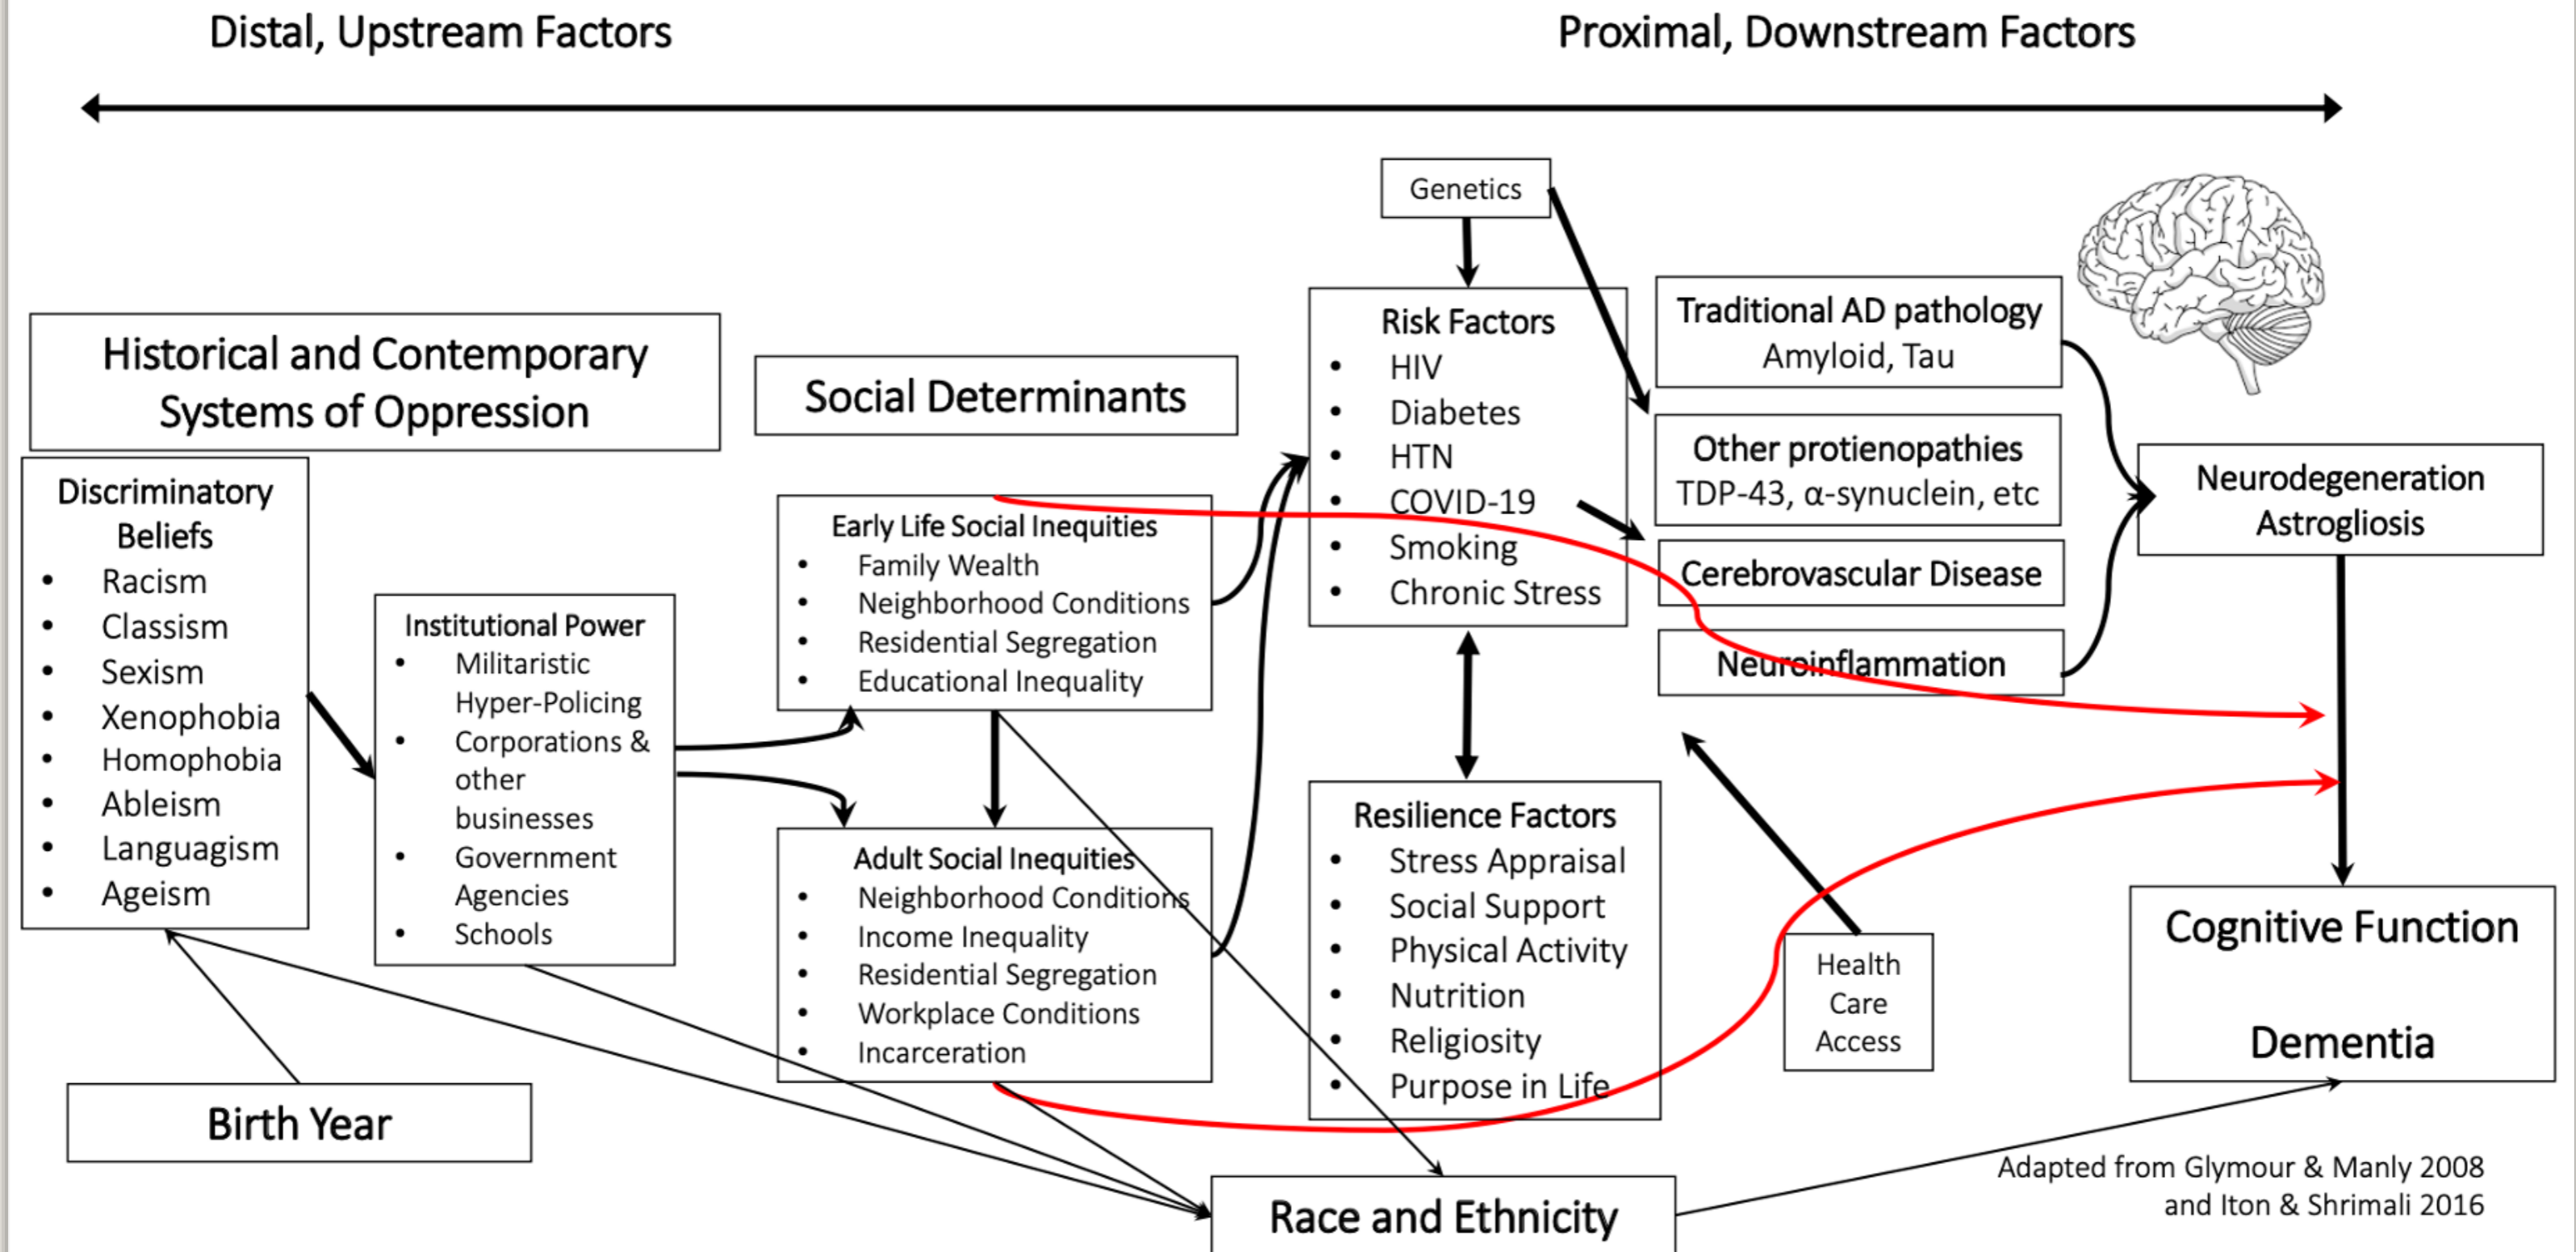 Distal, Upstream Factors
Proximal, Downstream Factors
Genetics
Historical and Contemporary
Systems of Oppression
Discriminatory
Beliefs
• Racism
• Classism
• Sexism
• Xenophobia
• Homophobia
• Ableism
• Languagism
• Ageism
Birth Year
Institutional Power
• Militaristic
Hyper-Policing
• Corporations &
other
businesses
• Government
Agencies
• Schools
Social Determinants
Early Life Social Inequities
• Family Wealth
• Neighborhood Conditions
• Residential Segregation
• Educational Inequality
Adult Social Inequities
• Neighborhood Conditions
• Income Inequality
• Residential Segregation
• Workplace Conditions
• Incarceration
Risk Factors
• HIV
• Diabetes
• HTN
• COVID-19
• Smoking
• Chronic Stress
Resilience Factors
• Stress Appraisal
• Social Support
• Physical Activity
• Nutrition
• Religiosity
• Purpose in Life
Race and Ethnicity
Traditional AD pathology
Amyloid, Tau
Other protienopathies
TDP-43, α-synuclein, etc
Cerebrovascular Disease
Neuroinflammation
Health
Care
Access
Neurodegeneration
Astrogliosis
Cognitive Function
Dementia
Adapted from Glymour & Manly 2008
and Iton & Shrimali 2016